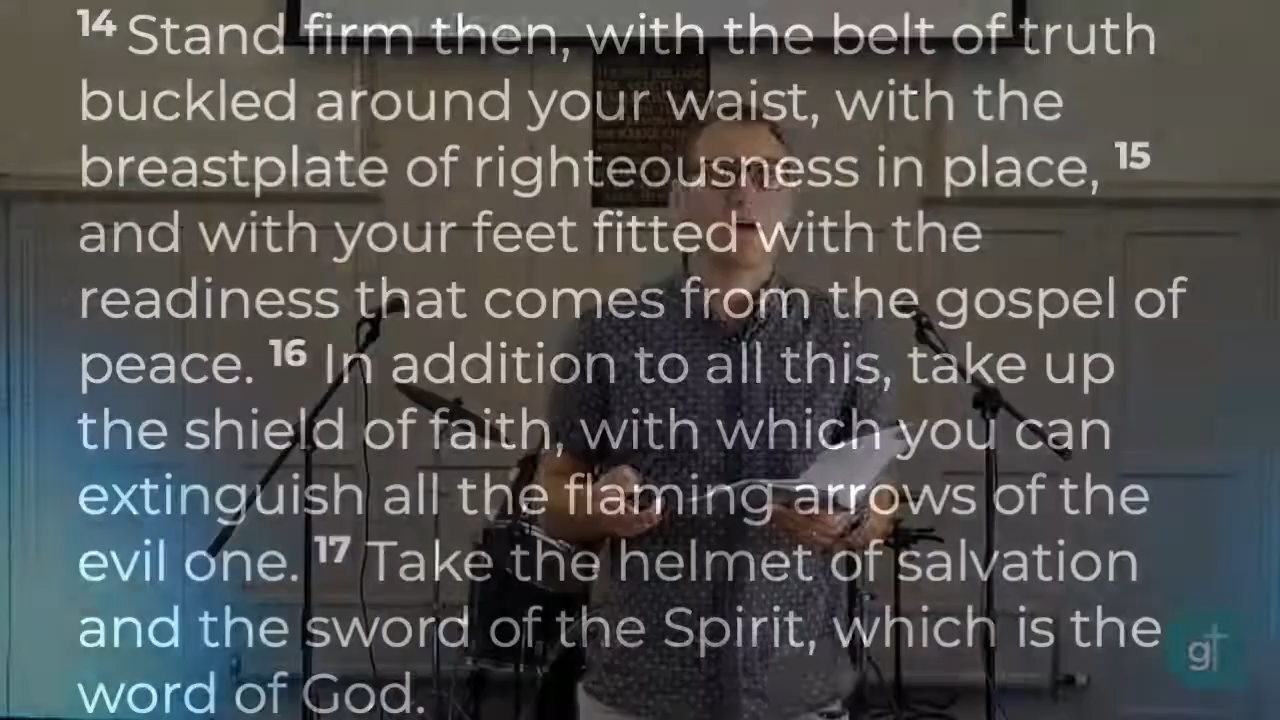 14 Stand firm then, with the belt of truth
buckled around your waist, with the
breastplate of righteousness in place, 15
and with your feet fitted with the
readiness that comes from the gospel of
peace. 16 In addition to all this, take up
the shield of faith, with which you can
extinguish all the flaming arrows of the
evil one. 17 Take the helmet of salvation
and the sword of the Spirit, which is the
word of God.
g